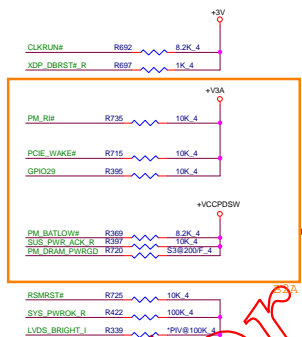 +3V
CLKRUN# R692 8.2K_4
XDP_DBRST#_R R697 1K_4
+V3A
PM_RI# R735 10K_4
PCIE_WAKE# R715 10K_4
GPIO29 R395 10K_4
+VCCPDSW
PM_BATLOW# R369 8.2K_4
SUS_PWR_ACK_R R397 10K_4
PM_DRAM_PWRGD R720 S3@200/F_4
RSMRST# R725 10K_4
SYS_PWROK_R R422 100K_4
LVDS_BRIGHT_I R339 *PIV@100K_4